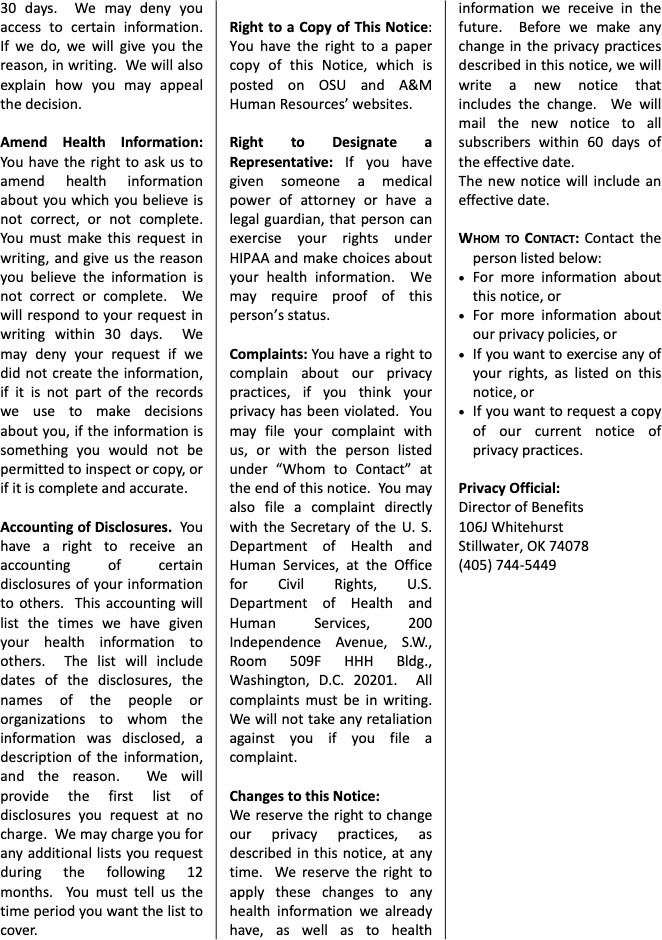 30 days. We may deny you
access to certain information.
If we do, we will give you the
reason, in writing. We will also
explain how you may appeal
the decision.
Amend Health Information:
You have the right to ask us to
amend health information
about you which you believe is
not correct, or not complete.
You must make this request in
writing, and give us the reason
you believe the information is
not correct or complete. We
will respond to your request in
writing within 30 days. We
may deny your request if we
did not create the information,
if it is not part of the records
we use to make decisions
about you, if the information is
something you would not be
permitted to inspect or copy, or
if it is complete and accurate.
Accounting of Disclosures. You
have a right to receive an
accounting of certain
disclosures of your information
to others. This accounting will
list the times we have given
your health information to
others. The list will include
dates of the disclosures, the
names of the people or
organizations to whom the
information was disclosed, a
description of the information,
and the reason. We will
provide the first list of
disclosures you request at no
charge. We may charge you for
any additional lists you request
during the following 12
months. You must tell us the
time period you want the list to
cover.
Right to a Copy of This Notice:
You have the right to a paper
copy of this Notice, which is
posted on OSU and A&M
Human Resources’ websites.
Right to Designate a
Representative: If you have
given someone a medical
power of attorney or have a
legal guardian, that person can
exercise your rights under
HIPAA and make choices about
your health information. We
may require proof of this
person’s status.
Complaints: You have a right to
complain about our privacy
practices, if you think your
privacy has been violated. You
may file your complaint with
us, or with the person listed
under “Whom to Contact” at
the end of this notice. You may
also file a complaint directly
with the Secretary of the U. S.
Department of Health and
Human Services, at the Office
for Civil Rights, U.S.
Department of Health and
Human Services, 200
Independence Avenue, S.W.,
Room 509F HHH Bldg.,
Washington, D.C. 20201. All
complaints must be in writing.
We will not take any retaliation
against you if you file a
complaint.
Changes to this Notice:
We reserve the right to change
our privacy practices, as
described in this notice, at any
time. We reserve the right to
apply these changes to any
health information we already
have, as well as to health
information we receive in the
future. Before we make any
change in the privacy practices
described in this notice, we will
write a new notice that
includes the change. We will
mail the new notice to all
subscribers within 60 days of
the effective date.
The new notice will include an
effective date.
WHOM TO CONTACT: Contact the
person listed below:
• For more information about
this notice, or
• For more information about
our privacy policies, or
• If you want to exercise any of
your rights, as listed on this
notice, or
• If you want to request a copy
of our current notice of
privacy practices.
Privacy Official:
Director of Benefits
106J Whitehurst
Stillwater, OK 74078
(405) 744-5449